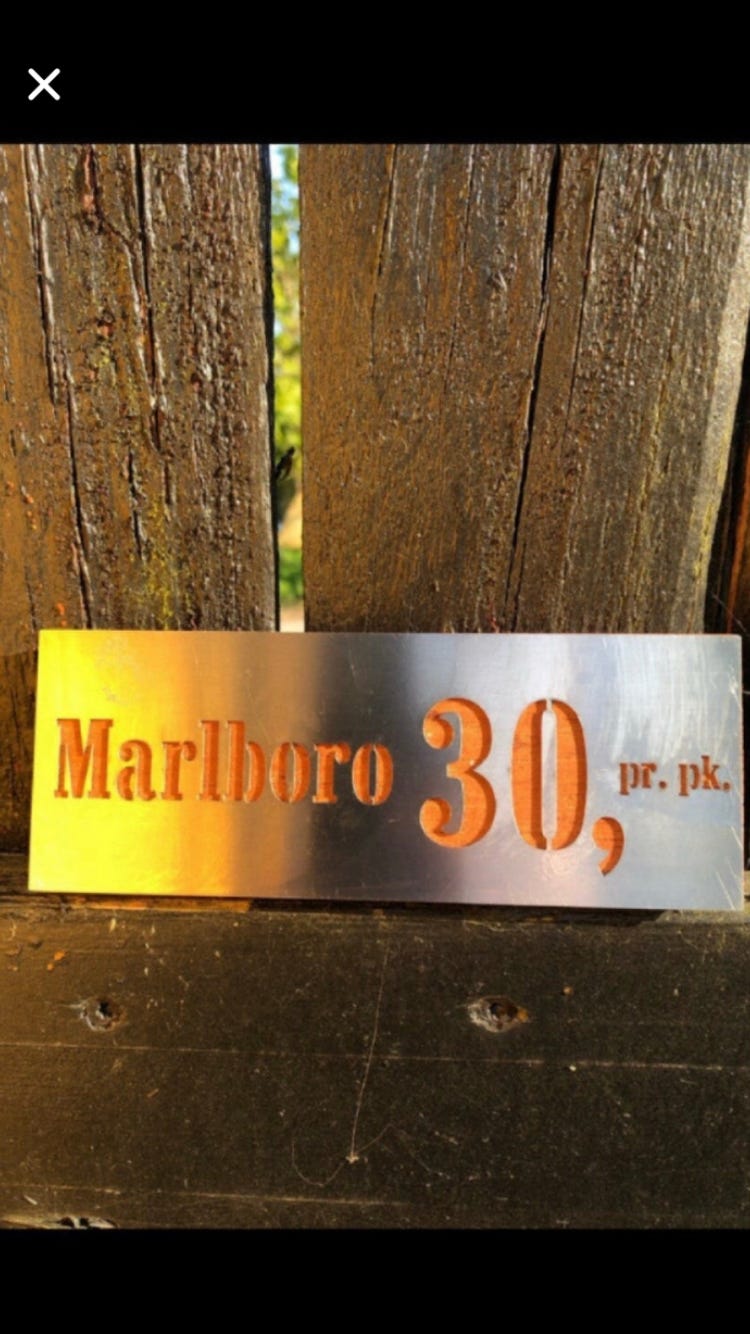 Marlboro 30, pr. pk.